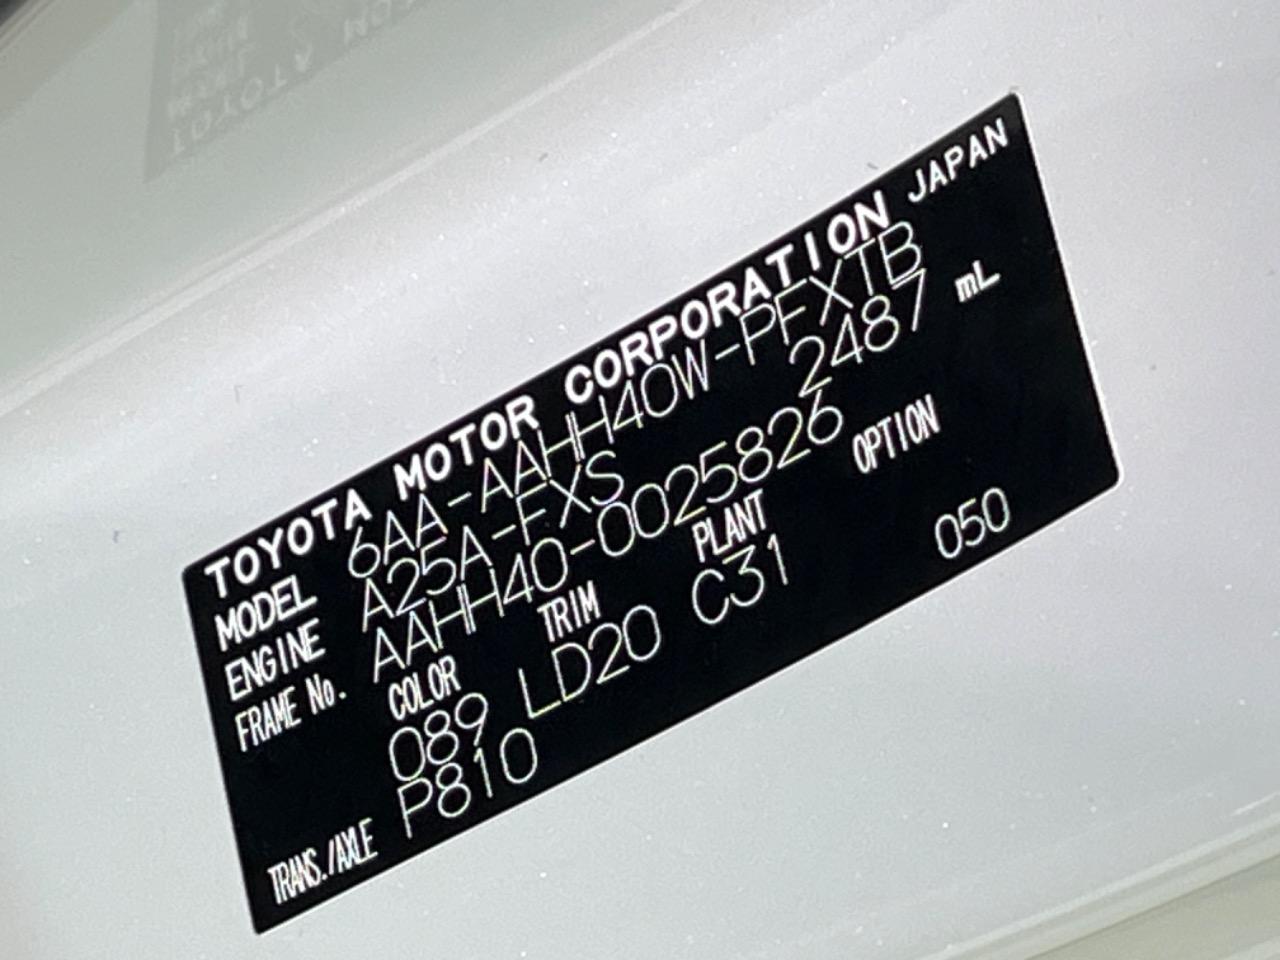 TOYOTA MOTOR CORPORATION JAPAN
MODEL 6AA-AAHH40W-PFXTB
ENGINE A25A-FXS 2487 mL
FRAME No. AAHH40-0025826
COLOR TRIM PLANT OPTION
089 LD20 C31 050
TRANS./AXLE P810